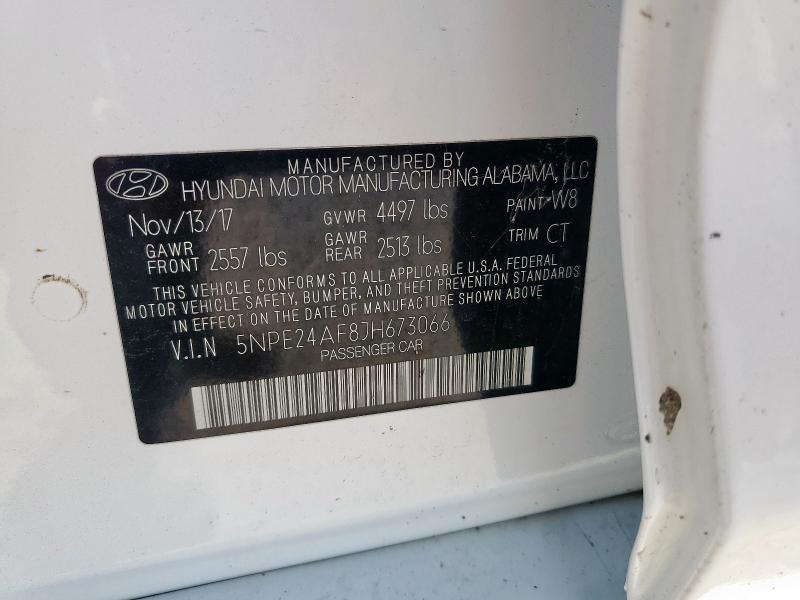 MANUFACTURED BY
HYUNDAI MOTOR MANUFACTURING ALABAMA, LLC
Nov/13/17 GVWR 4497 lbs PAINT W8
GAWR FRONT 2557 lbs GAWR REAR 2513 lbs TRIM CT
THIS VEHICLE CONFORMS TO ALL APPLICABLE U.S.A. FEDERAL
MOTOR VEHICLE SAFETY, BUMPER, AND THEFT PREVENTION STANDARDS
IN EFFECT ON THE DATE OF MANUFACTURE SHOWN ABOVE
V.I.N 5NPE24AF8JH673066
PASSENGER CAR